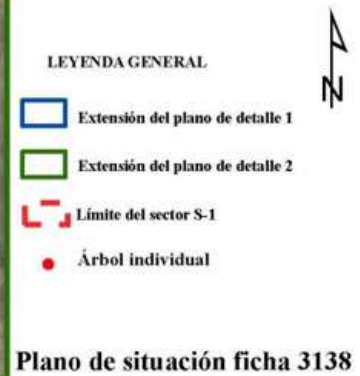 N
LEYENDA GENERAL
Extensión del plano de detalle 1
Extensión del plano de detalle 2
Límite del sector S-1
Árbol individual
Plano de situación ficha 3138